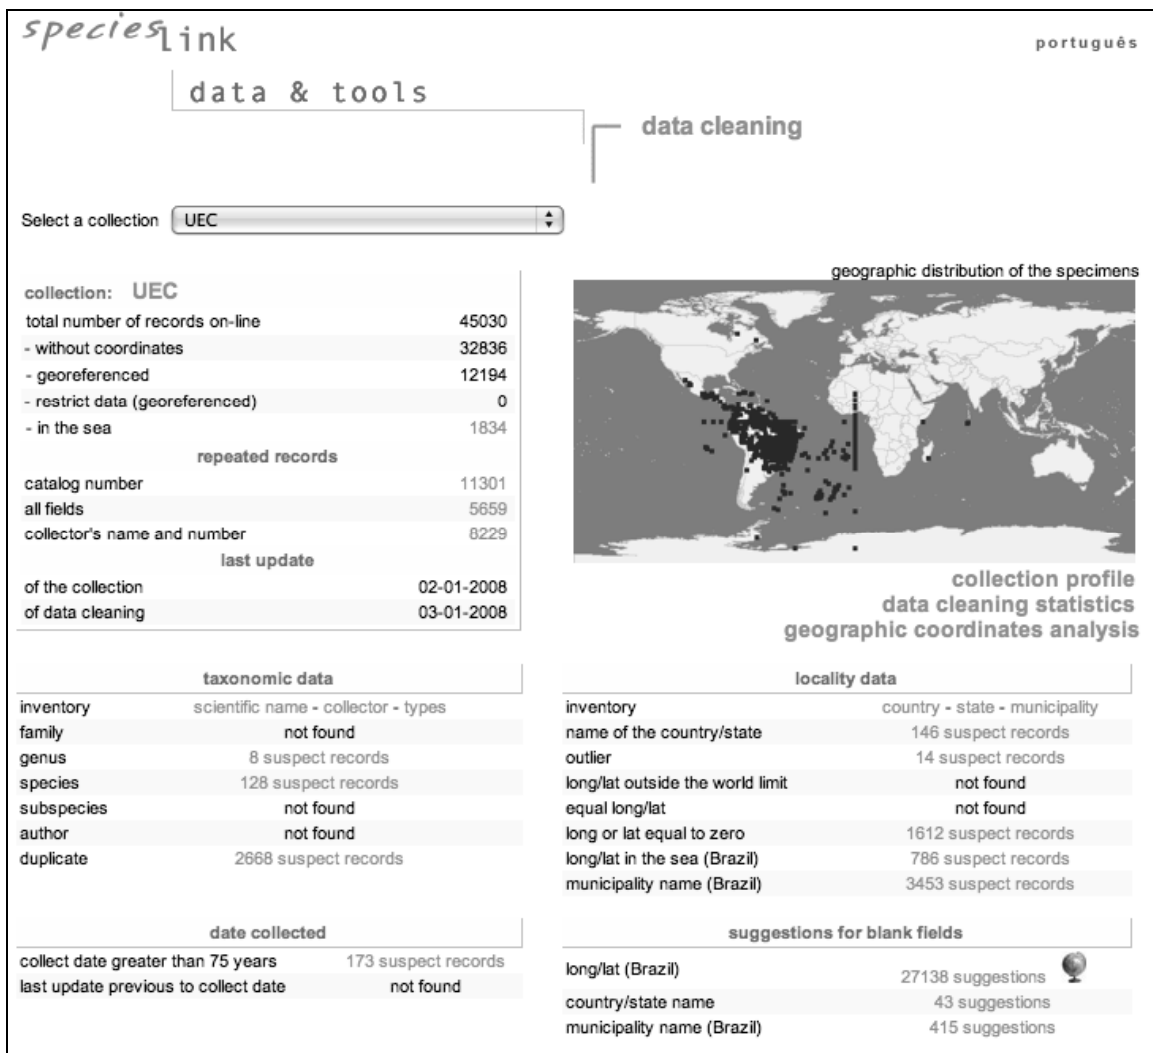 species link
português
data & tools
data cleaning
Select a collection UEC
geographic distribution of the specimens
collection: UEC
total number of records on-line 45030
- without coordinates 32836
- georeferenced 12194
- restrict data (georeferenced) 0
- in the sea 1834
repeated records
catalog number 11301
all fields 5659
collector's name and number 8229
last update
of the collection 02-01-2008
of data cleaning 03-01-2008
collection profile
data cleaning statistics
geographic coordinates analysis
taxonomic data
inventory scientific name - collector - types
family not found
genus 8 suspect records
species 128 suspect records
subspecies not found
author not found
duplicate 2668 suspect records
locality data
inventory country - state - municipality
name of the country/state 146 suspect records
outlier 14 suspect records
long/lat outside the world limit not found
equal long/lat not found
long or lat equal to zero 1612 suspect records
long/lat in the sea (Brazil) 786 suspect records
municipality name (Brazil) 3453 suspect records
date collected
collect date greater than 75 years 173 suspect records
last update previous to collect date not found
suggestions for blank fields
long/lat (Brazil) 27138 suggestions
country/state name 43 suggestions
municipality name (Brazil) 415 suggestions